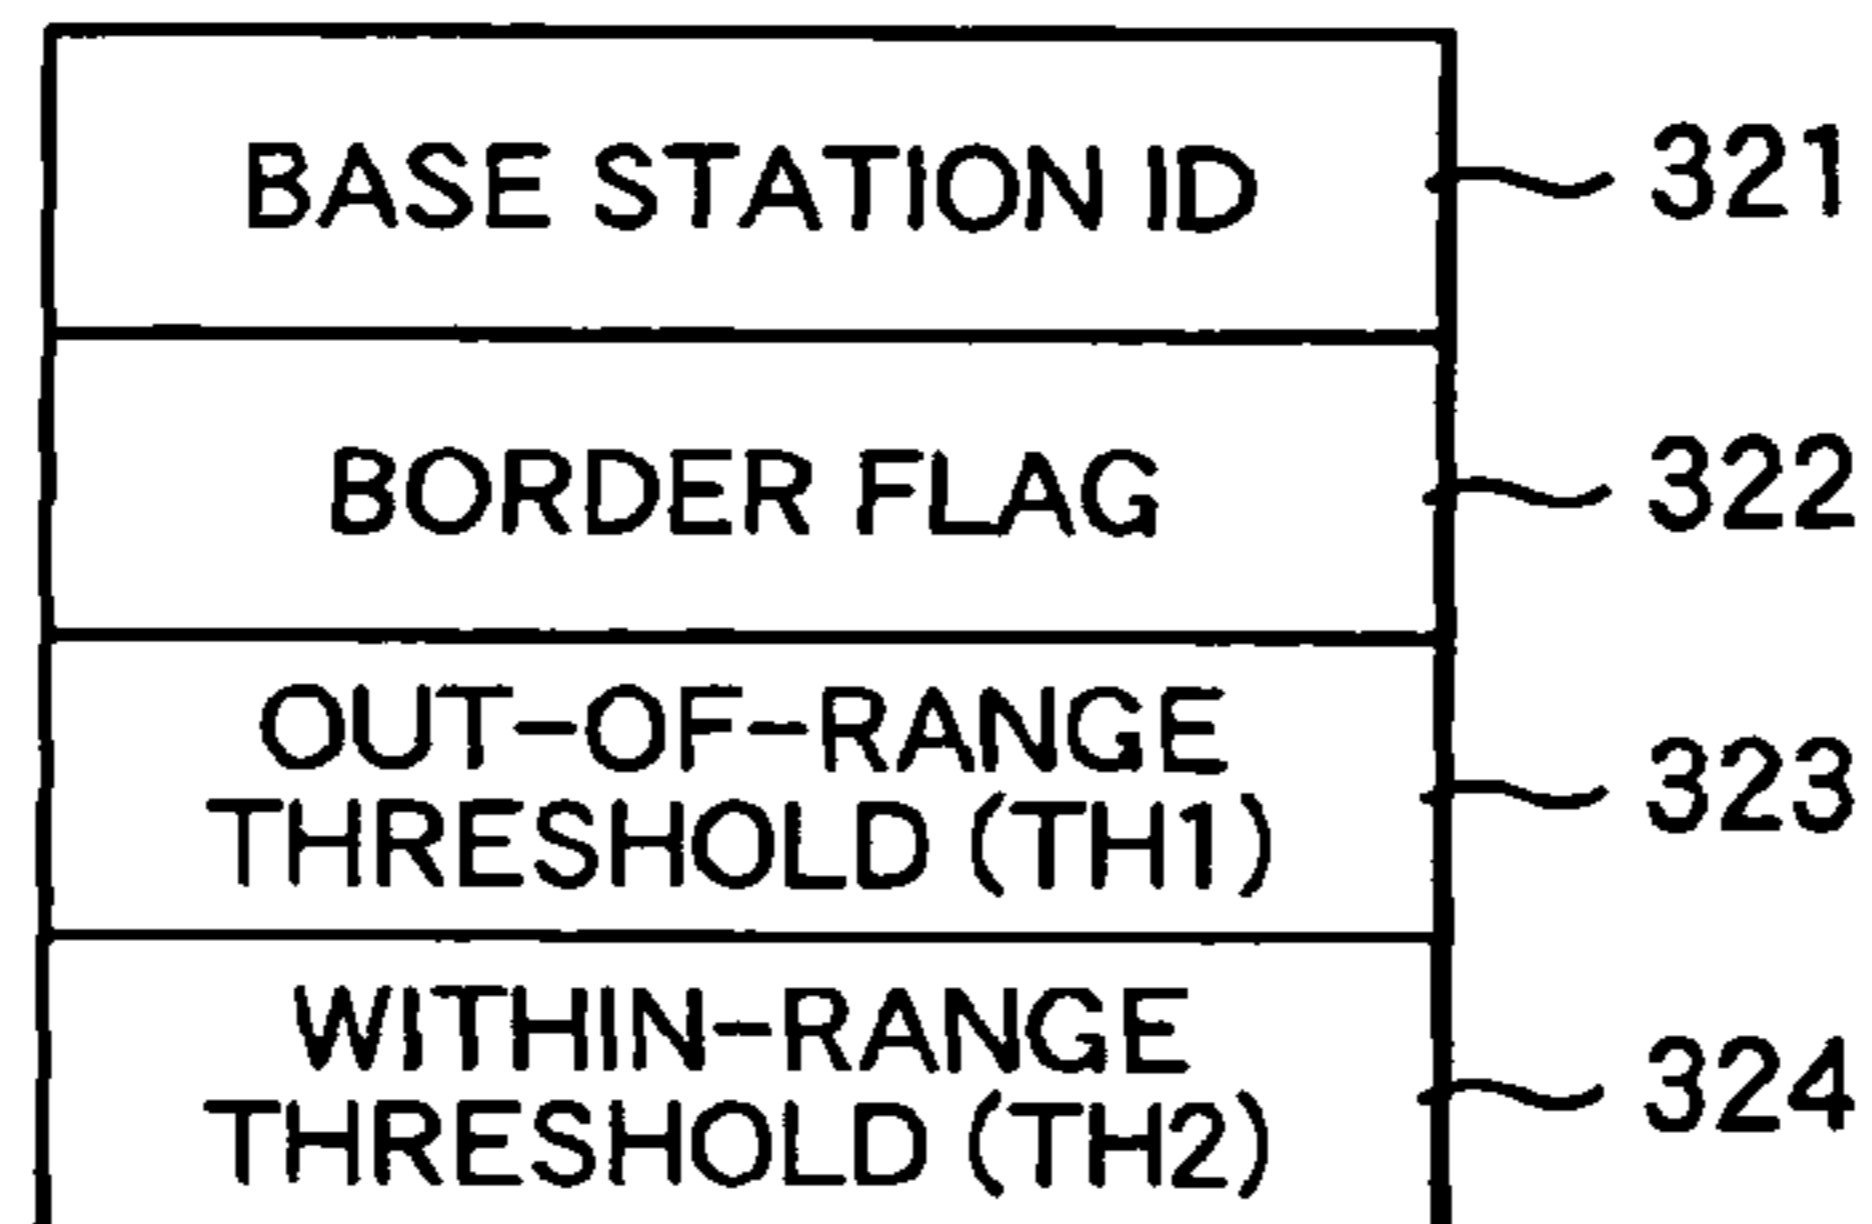 BASE STATION ID
321
BORDER FLAG
322
OUT-OF-RANGE
THRESHOLD (TH1)
323
WITHIN-RANGE
THRESHOLD (TH2)
324